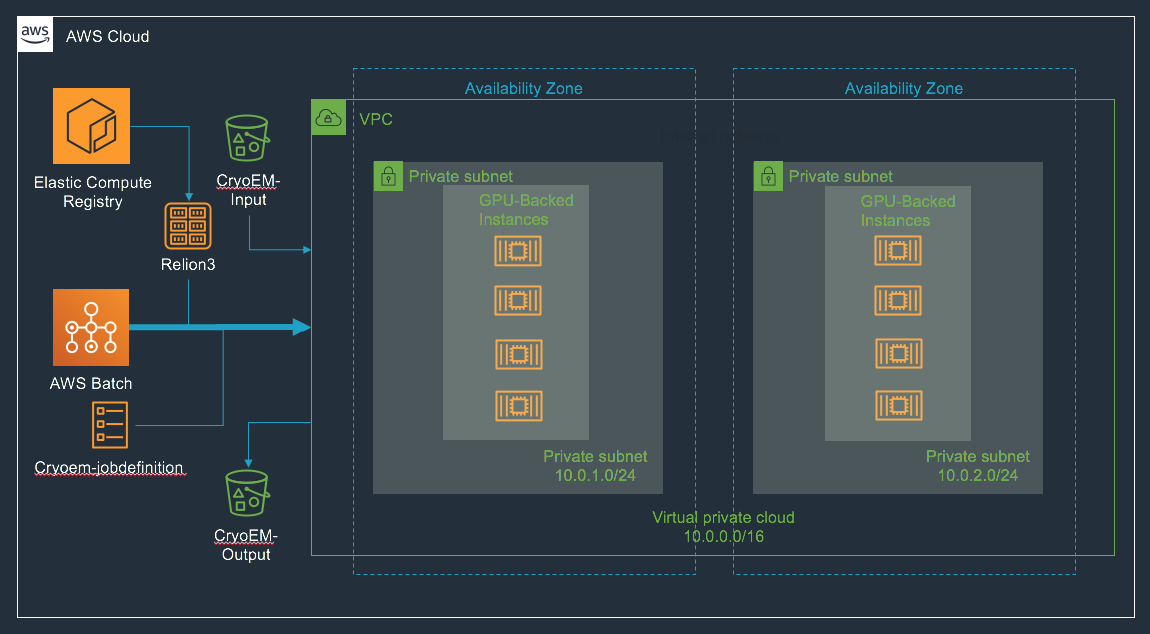 aws
AWS Cloud
Availability Zone
Availability Zone
VPC
Elastic Compute
Registry
CryoEM-
Input
Relion3
AWS Batch
Cryoem-jobdefinition
CryoEM-
Output
Private subnet
GPU-Backed
Instances
Private subnet
10.0.1.0/24
Private subnet
GPU-Backed
Instances
Private subnet
10.0.2.0/24
Virtual private cloud
10.0.0.0/16